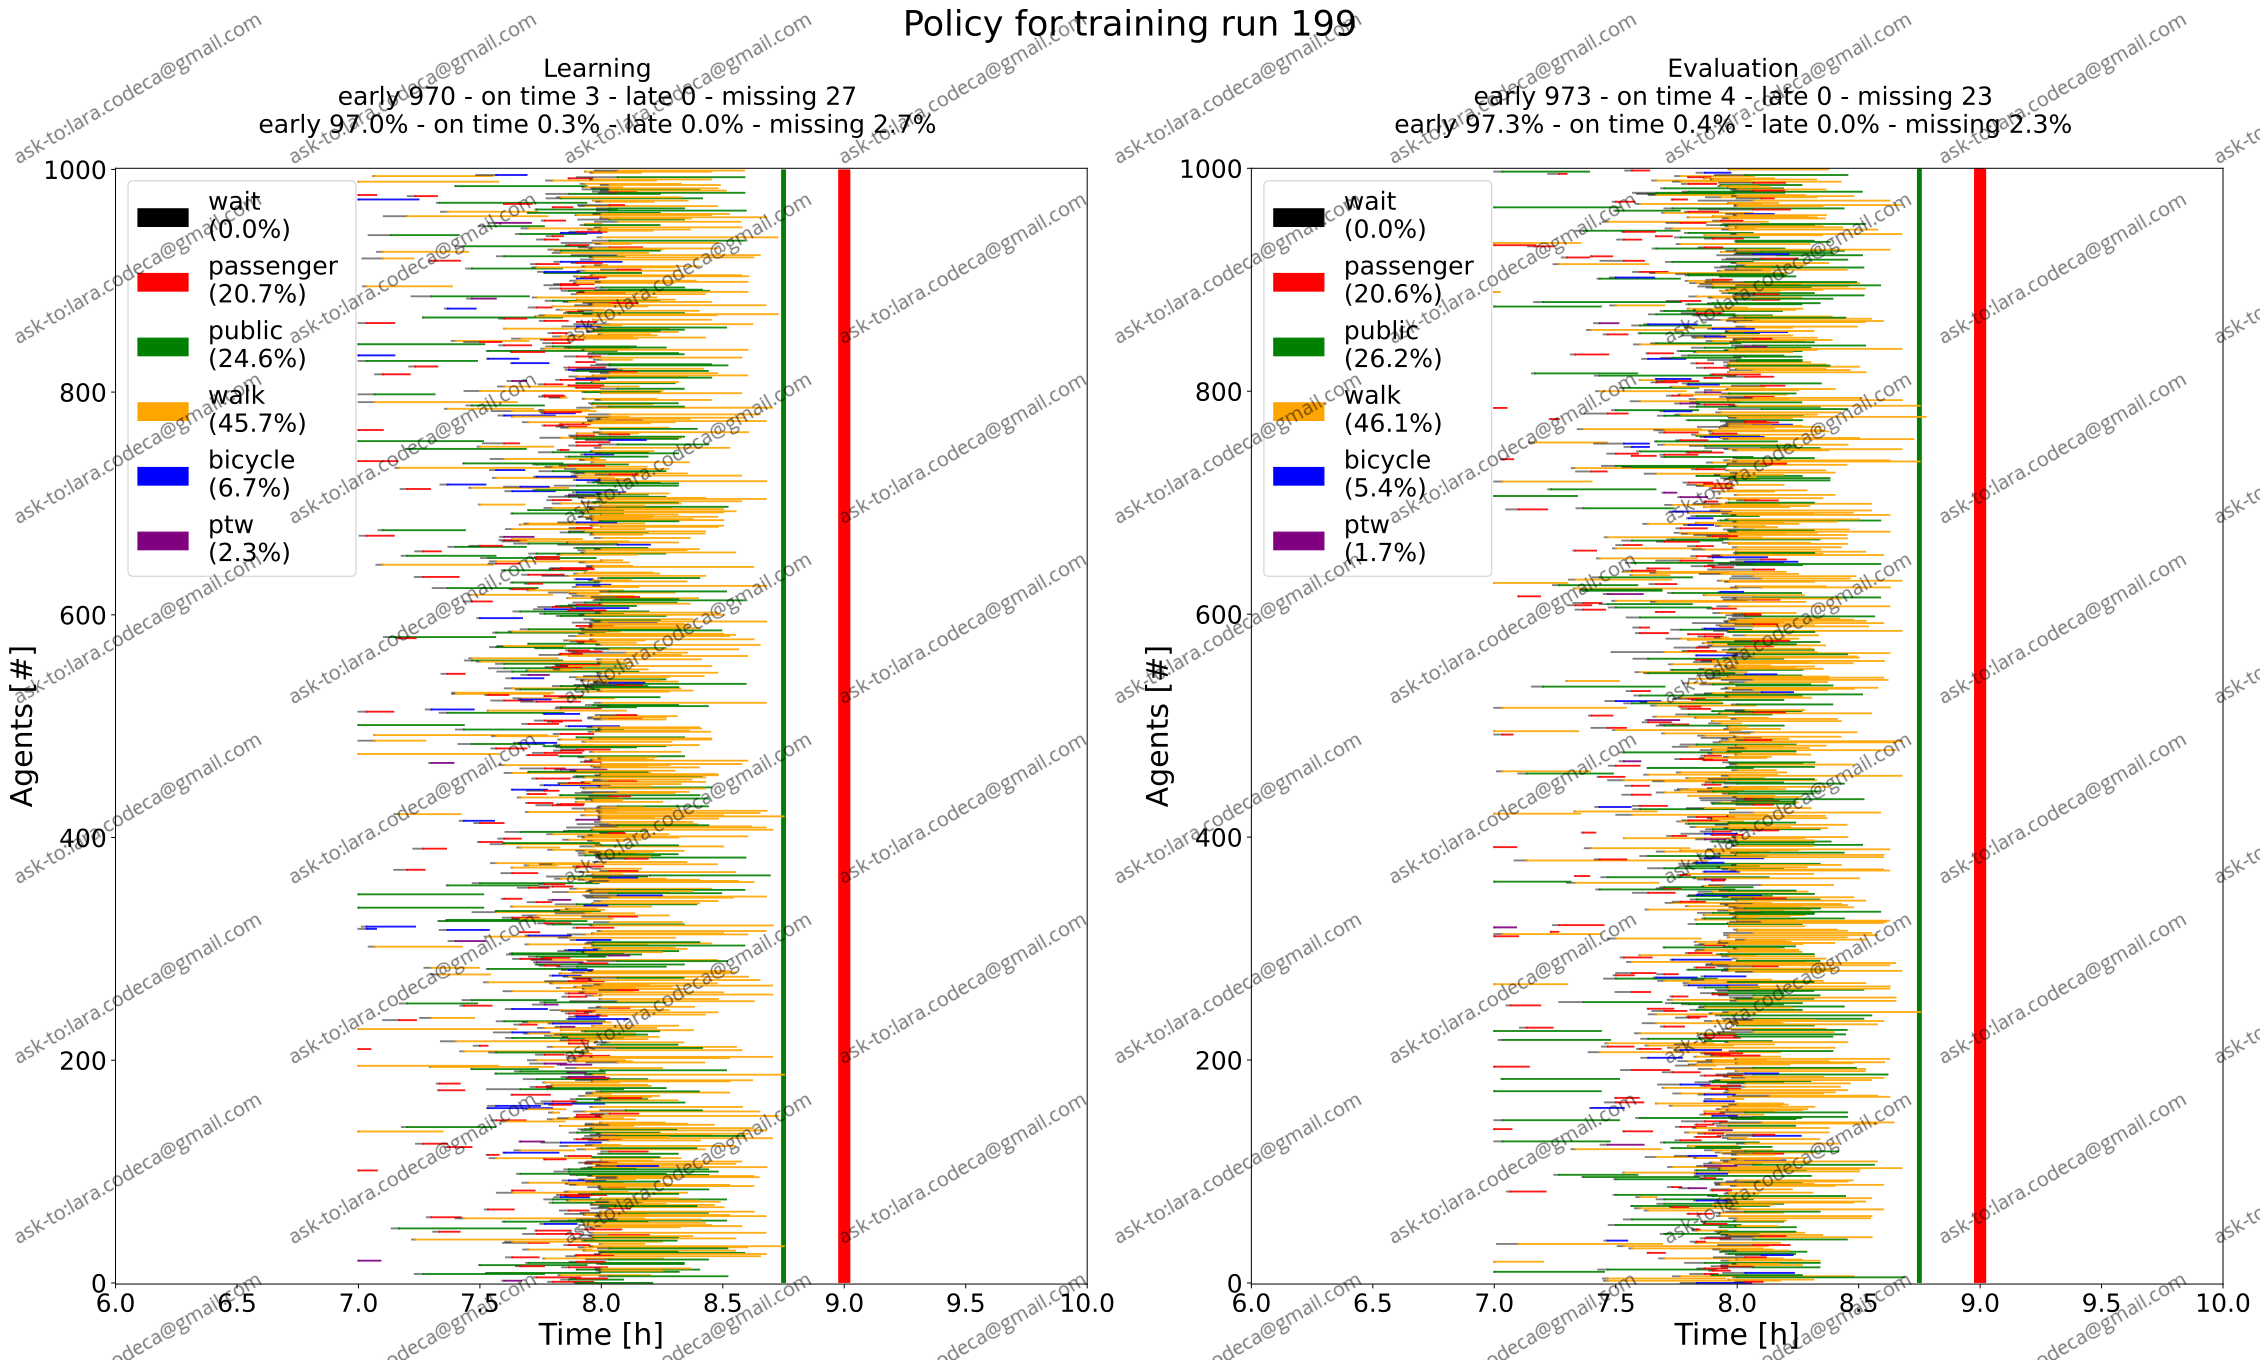 Policy for training run 199
Learning
early 970 - on time 3 - late 0 - missing 27
early 97.0% - on time 0.3% - late 0.0% - missing 2.7%
1000
800
600
400
200
0
Agents [#]
wait
(0.0%)
passenger
(20.7%)
public
(24.6%)
walk
(45.7%)
bicycle
(6.7%)
ptw
(2.3%)
6.0 6.5 7.0 7.5 8.0 8.5 9.0 9.5 10.0
Time [h]
Evaluation
early 973 - on time 4 - late 0 - missing 23
early 97.3% - on time 0.4% - late 0.0% - missing 2.3%
1000
800
600
400
200
0
Agents [#]
wait
(0.0%)
passenger
(20.6%)
public
(26.2%)
walk
(46.1%)
bicycle
(5.4%)
ptw
(1.7%)
6.0 6.5 7.0 7.5 8.0 8.5 9.0 9.5 10.0
Time [h]
ask-to:lara.codeca@gmail.com